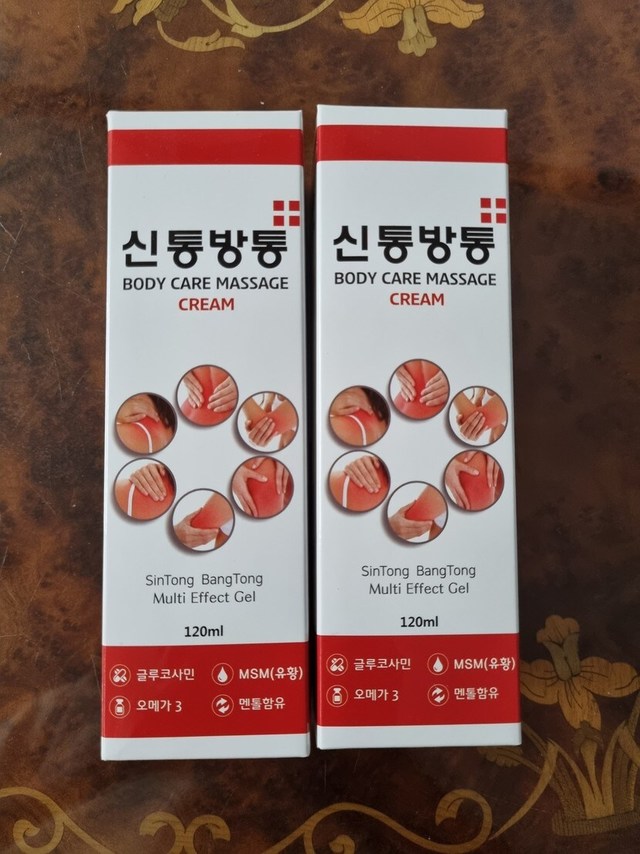 신통방통
BODY CARE MASSAGE
CREAM
SinTong BangTong
Multi Effect Gel
120ml
글루코사민
MSM(유황)
오메가 3
멘톨함유
신통방통
BODY CARE MASSAGE
CREAM
SinTong BangTong
Multi Effect Gel
120ml
글루코사민
MSM(유황)
오메가 3
멘톨함유